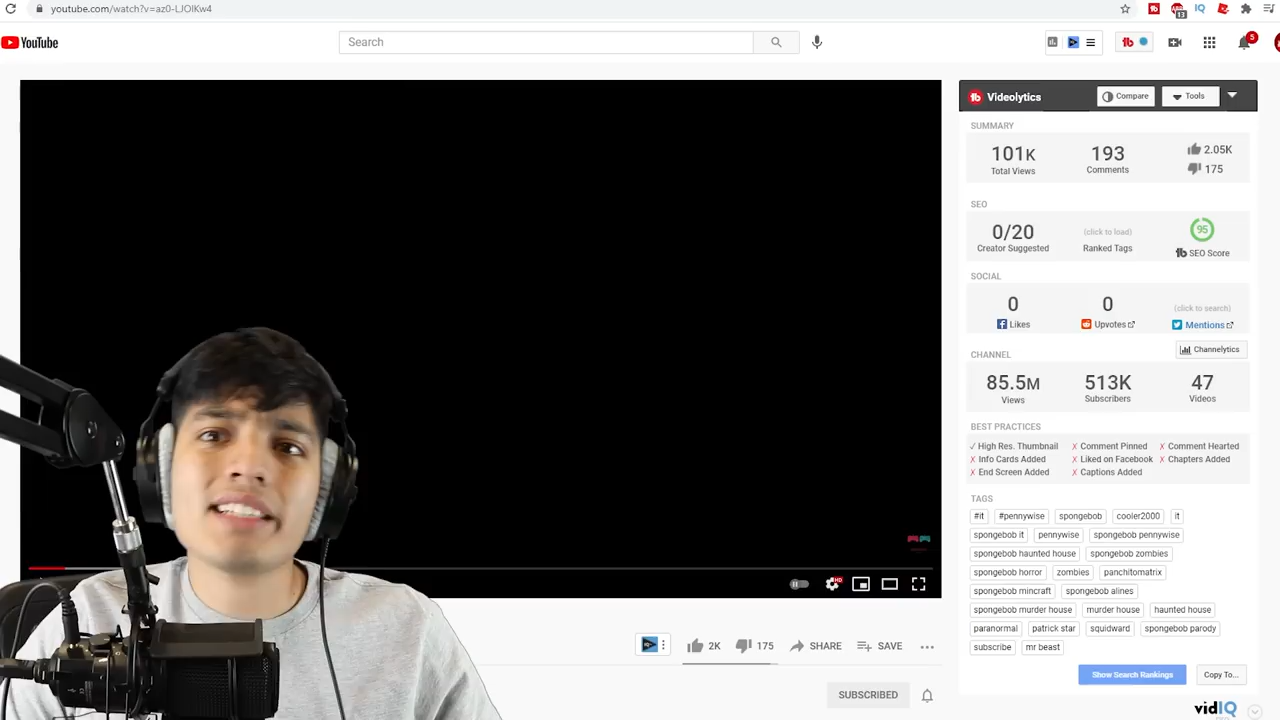 youtube.com/watch?v=az0-LJOlKw4
13
IQ
YouTube
Search
5
Videolytics
Compare
Tools
SUMMARY
101K
Total Views
193
Comments
2.05K
175
SEO
0/20
Creator Suggested
(click to load)
Ranked Tags
95
SEO Score
SOCIAL
0
Likes
0
Upvotes
(click to search)
Mentions
Channelytics
CHANNEL
85.5M
Views
513K
Subscribers
47
Videos
BEST PRACTICES
High Res. Thumbnail
Comment Pinned
Comment Hearted
Info Cards Added
Liked on Facebook
Chapters Added
End Screen Added
Captions Added
TAGS
#it
#pennywise
spongebob
cooler2000
it
spongebob it
pennywise
spongebob pennywise
spongebob haunted house
spongebob zombies
spongebob horror
zombies
panchitomatrix
spongebob mincraft
spongebob alines
spongebob murder house
murder house
haunted house
paranormal
patrick star
squidward
spongebob parody
subscribe
mr beast
Show Search Rankings
Copy To...
vidIQ
HD
2K
175
SHARE
SAVE
SUBSCRIBED